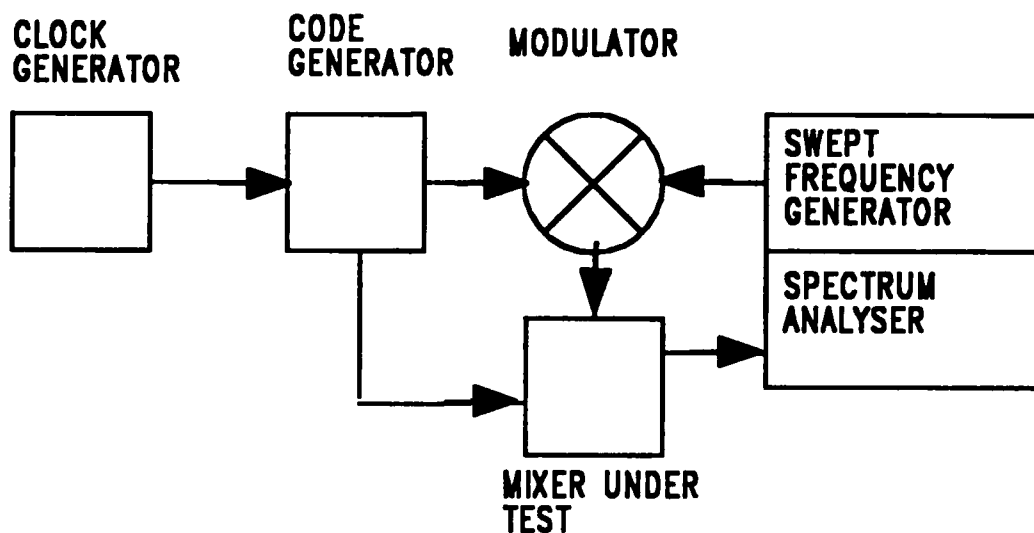 CLOCK
GENERATOR
CODE
GENERATOR
MODULATOR
SWEPT
FREQUENCY
GENERATOR
SPECTRUM
ANALYSER
MIXER UNDER
TEST